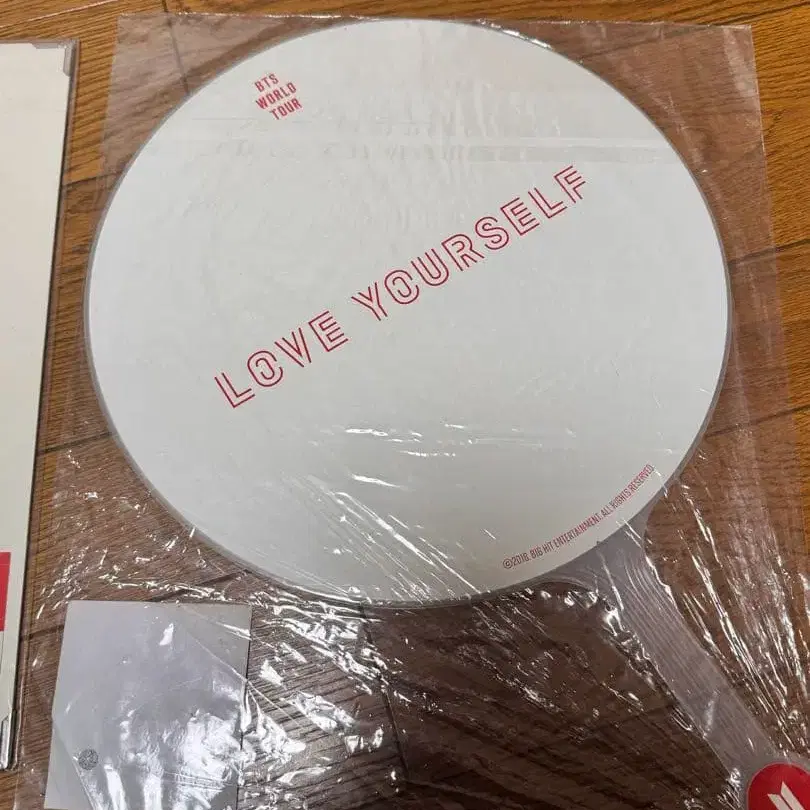 BTS
WORLD
TOUR
LOVE YOURSELF
©2018. BIG HIT ENTERTAINMENT. ALL RIGHTS RESERVED.